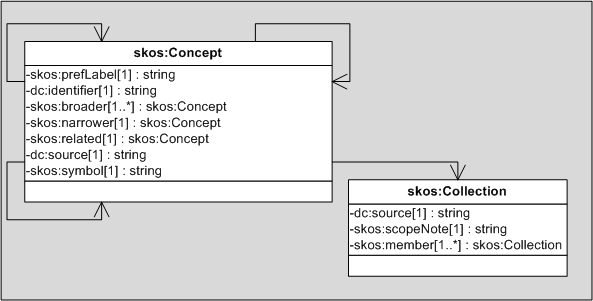 skos:Concept
-skos:prefLabel[1] : string
-dc:identifier[1] : string
-skos:broader[1..*] : skos:Concept
-skos:narrower[1] : skos:Concept
-skos:related[1] : skos:Concept
-dc:source[1] : string
-skos:symbol[1] : string
skos:Collection
-dc:source[1] : string
-skos:scopeNote[1] : string
-skos:member[1..*] : skos:Collection